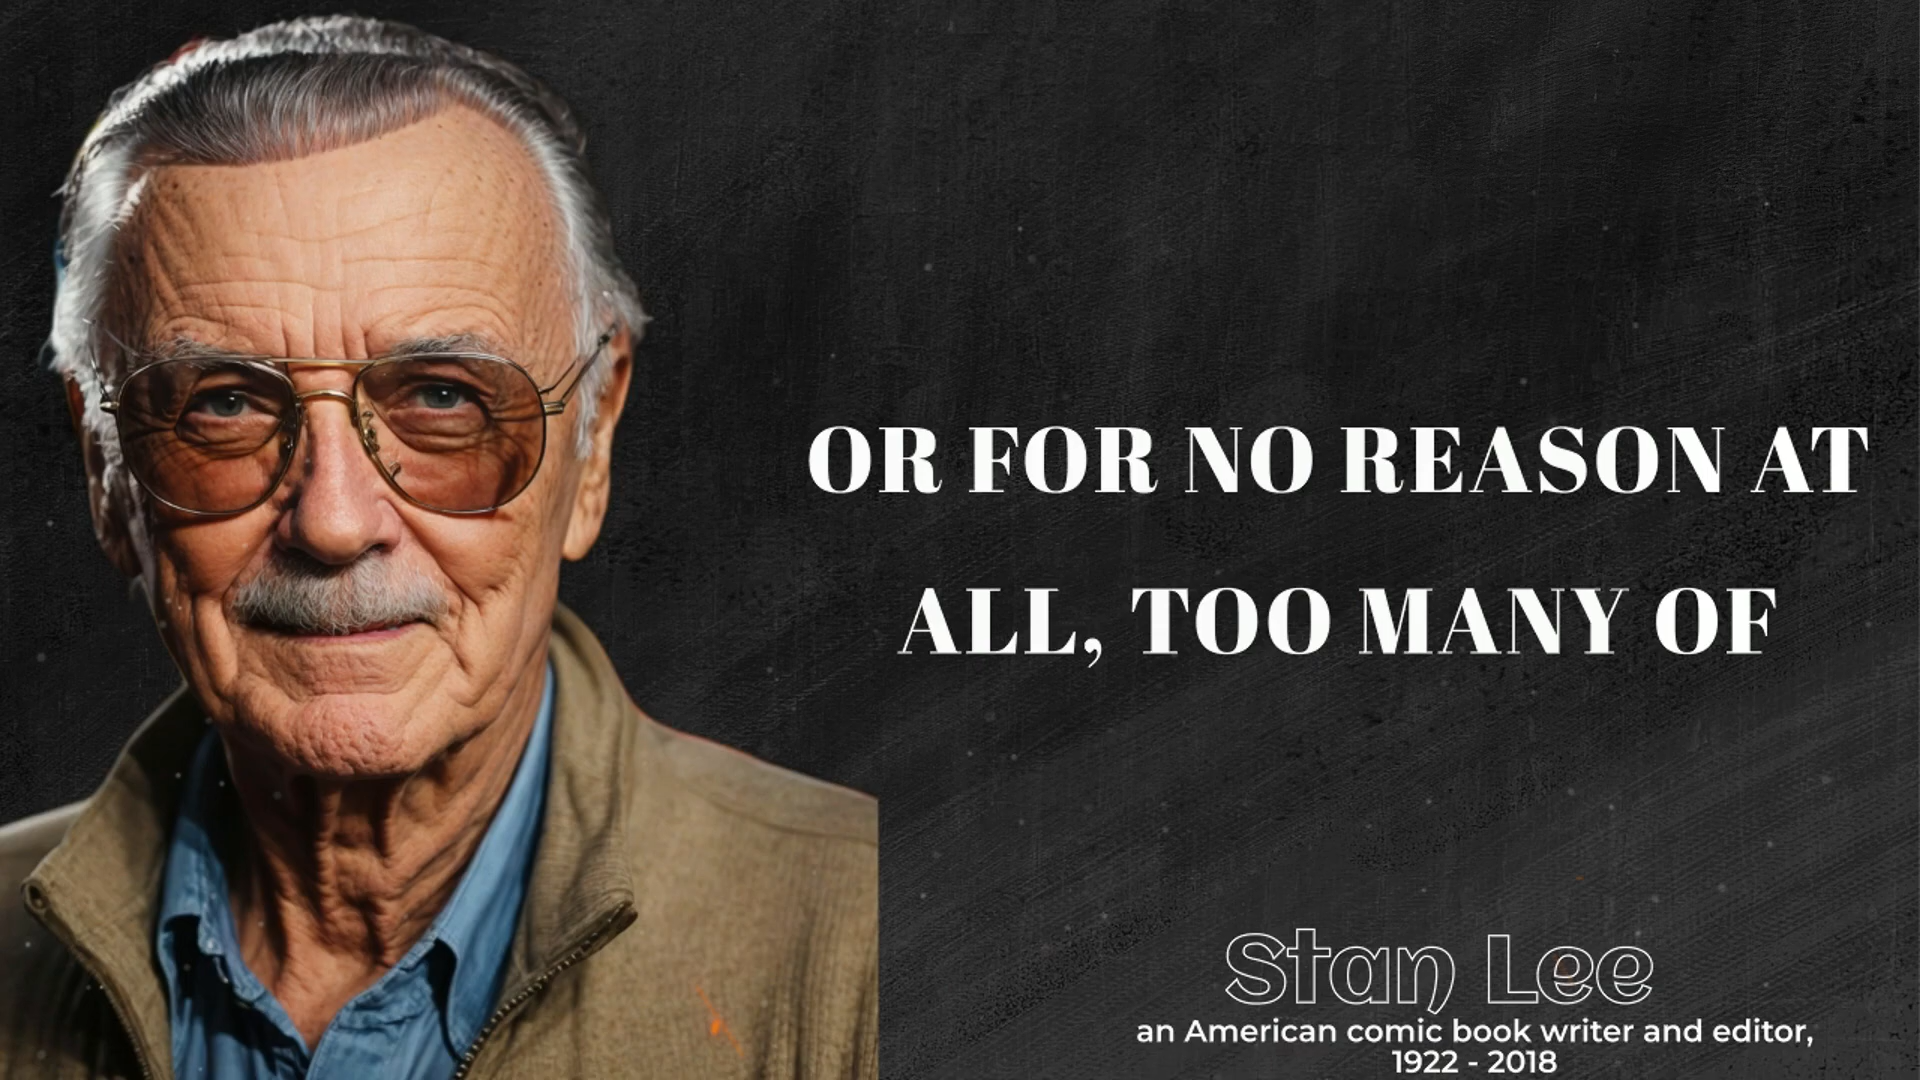 OR FOR NO REASON AT
ALL, TOO MANY OF
Stan Lee
an American comic book writer and editor,
1922 - 2018